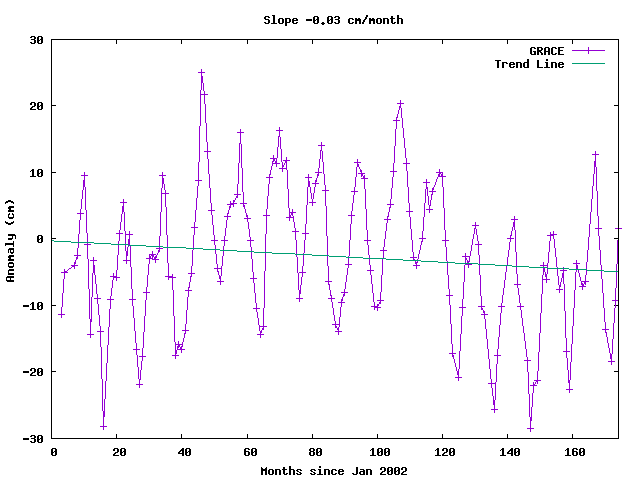 Slope -0.03 cm/month
30
GRACE
Trend Line
20
10
0
-10
-20
-30
Anomaly (cm)
0 20 40 60 80 100 120 140 160
Months since Jan 2002